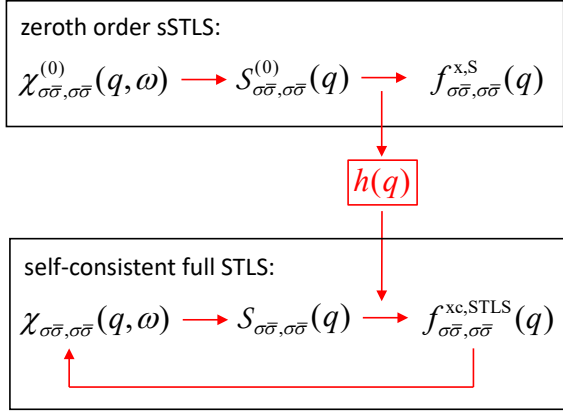 zeroth order sSTLS:
χ^{(0)}_{σσ̄,σσ̄}(q,ω) → S^{(0)}_{σσ̄,σσ̄}(q) → f^{x,S}_{σσ̄,σσ̄}(q)
h(q)
self-consistent full STLS:
χ_{σσ̄,σσ̄}(q,ω) → S_{σσ̄,σσ̄}(q) → f^{xc,STLS}_{σσ̄,σσ̄}(q)